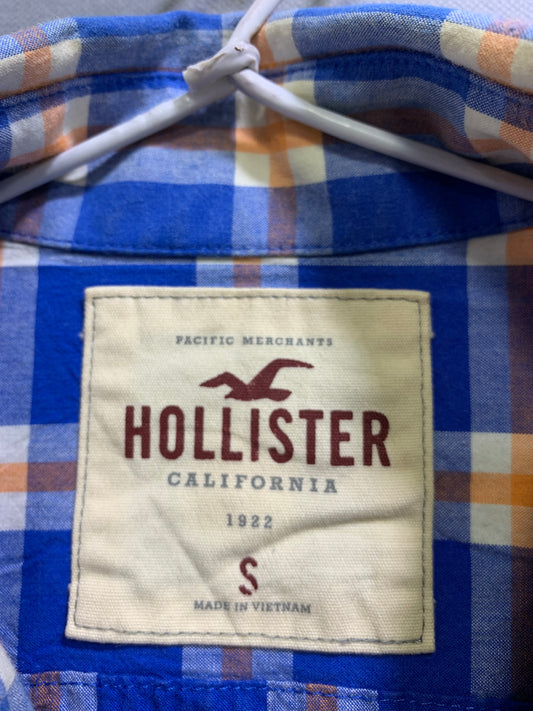 PACIFIC MERCHANTS
HOLLISTER
CALIFORNIA
1922
S
MADE IN VIETNAM